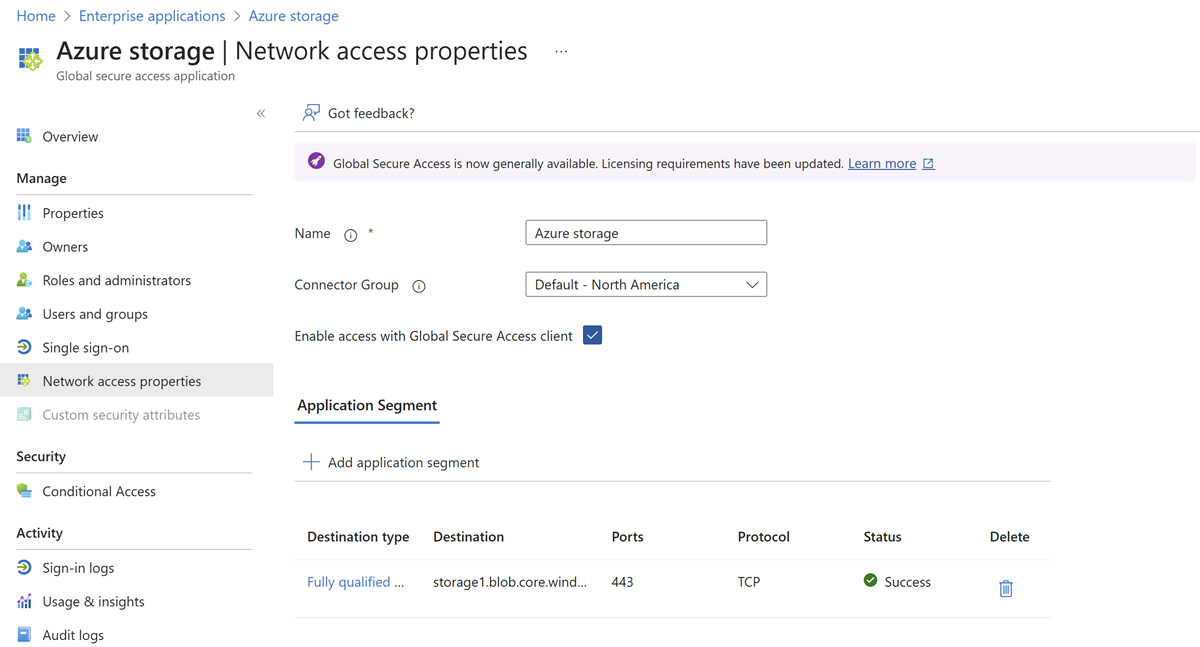 Home > Enterprise applications > Azure storage
Azure storage | Network access properties ...
Global secure access application
«
Got feedback?
Overview
Global Secure Access is now generally available. Licensing requirements have been updated. Learn more
Manage
Properties
Name *
Azure storage
Owners
Roles and administrators
Connector Group
Default - North America
Users and groups
Enable access with Global Secure Access client
Single sign-on
Network access properties
Custom security attributes
Application Segment
Security
Add application segment
Conditional Access
Activity
Destination type Destination Ports Protocol Status Delete
Sign-in logs
Fully qualified ... storage1.blob.core.wind... 443 TCP Success
Usage & insights
Audit logs